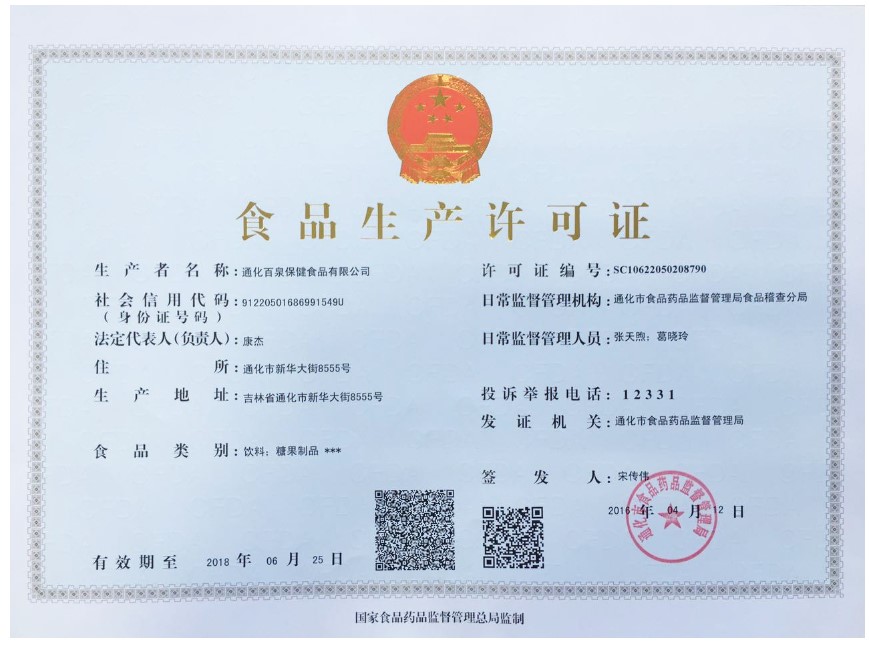 食品生产许可证
生产者名称：通化百泉保健食品有限公司
社会信用代码：91220501686991549U
（身份证号码）
法定代表人(负责人)：康杰
住所：通化市新华大街8555号
生产地址：吉林省通化市新华大街8555号
食品类别：饮料；糖果制品 ***
有效期至 2018 年 06 月 25 日
许可证编号：SC10622050208790
日常监督管理机构：通化市食品药品监督管理局食品稽查分局
日常监督管理人员：张天煦；葛晓玲
投诉举报电话：12331
发证机关：通化市食品药品监督管理局
签发人：宋传伟
2016 年 04 月 12 日
通化市食品药品监督管理局
国家食品药品监督管理总局监制